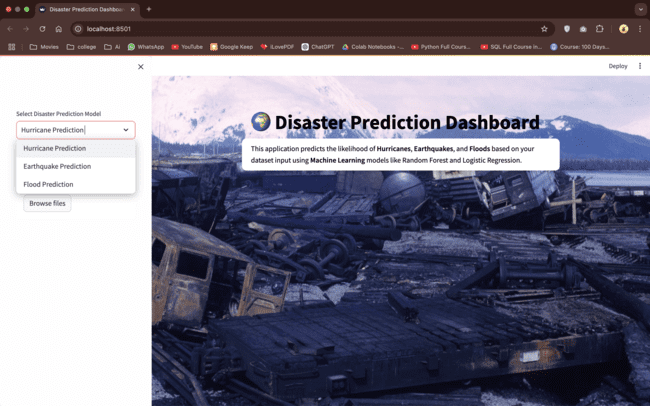 Disaster Prediction Dashboard
localhost:8501
Movies
college
Ai
WhatsApp
YouTube
Google Keep
ILovePDF
ChatGPT
Colab Notebooks -...
Python Full Cours...
SQL Full Course in...
Course: 100 Days...
Deploy
Select Disaster Prediction Model
Hurricane Prediction
Hurricane Prediction
Earthquake Prediction
Flood Prediction
Browse files
Disaster Prediction Dashboard
This application predicts the likelihood of Hurricanes, Earthquakes, and Floods based on your
dataset input using Machine Learning models like Random Forest and Logistic Regression.